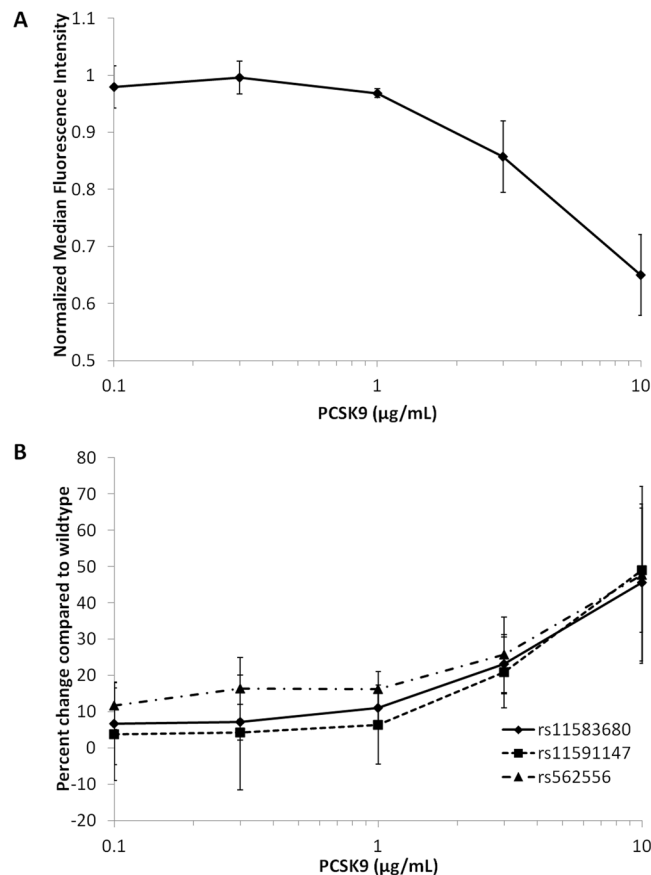 A
Normalized Median Fluorescence Intensity
1.1
1
0.9
0.8
0.7
0.6
0.5
0.1
1
10
PCSK9 (µg/mL)
B
Percent change compared to wildtype
80
70
60
50
40
30
20
10
0
-10
-20
rs11583680
rs11591147
rs562556
0.1
1
10
PCSK9 (µg/mL)